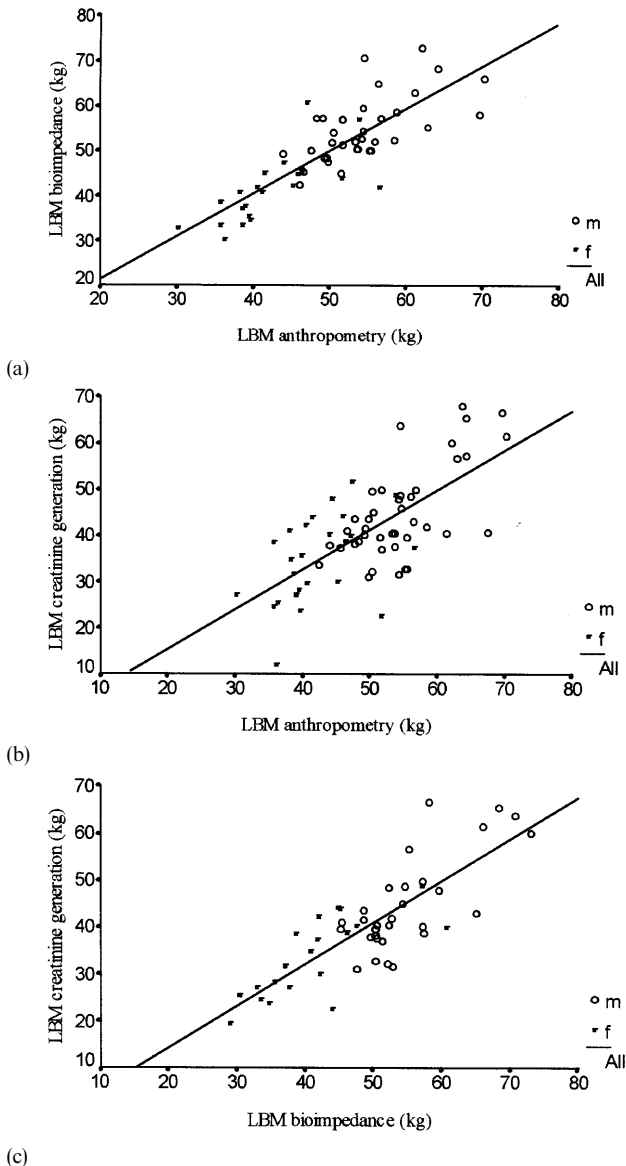 80
70
60
50
40
30
20
LBM bioimpedance (kg)
20 30 40 50 60 70 80
LBM anthropometry (kg)
m
f
All
(a)
70
60
50
40
30
20
10
LBM creatinine generation (kg)
10 20 30 40 50 60 70 80
LBM anthropometry (kg)
m
f
All
(b)
70
60
50
40
30
20
10
LBM creatinine generation (kg)
10 20 30 40 50 60 70 80
LBM bioimpedance (kg)
m
f
All
(c)